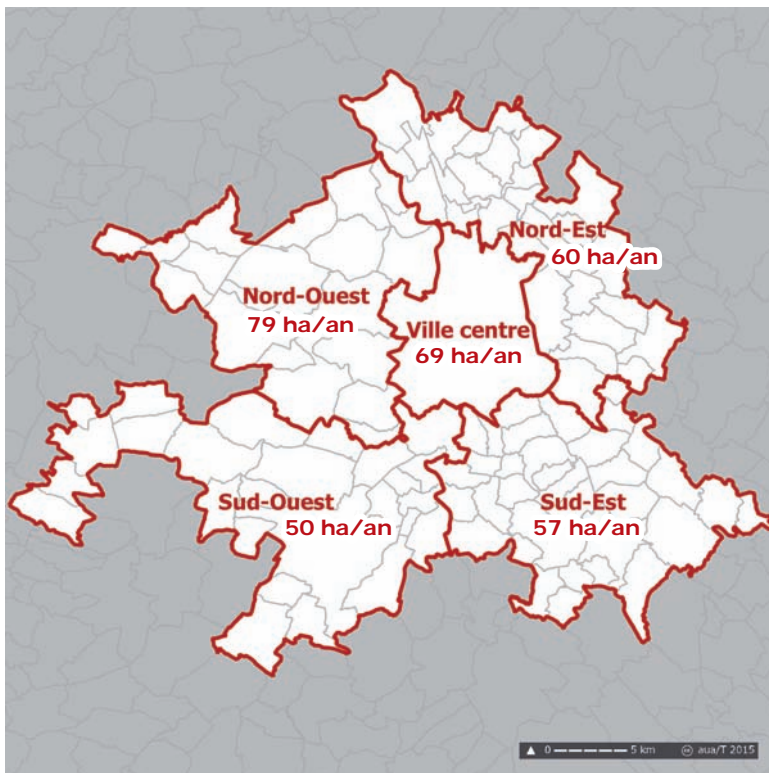 Nord-Est
60 ha/an
Nord-Ouest
79 ha/an
Ville centre
69 ha/an
Sud-Ouest
50 ha/an
Sud-Est
57 ha/an
0 5 km cc aua/T 2015